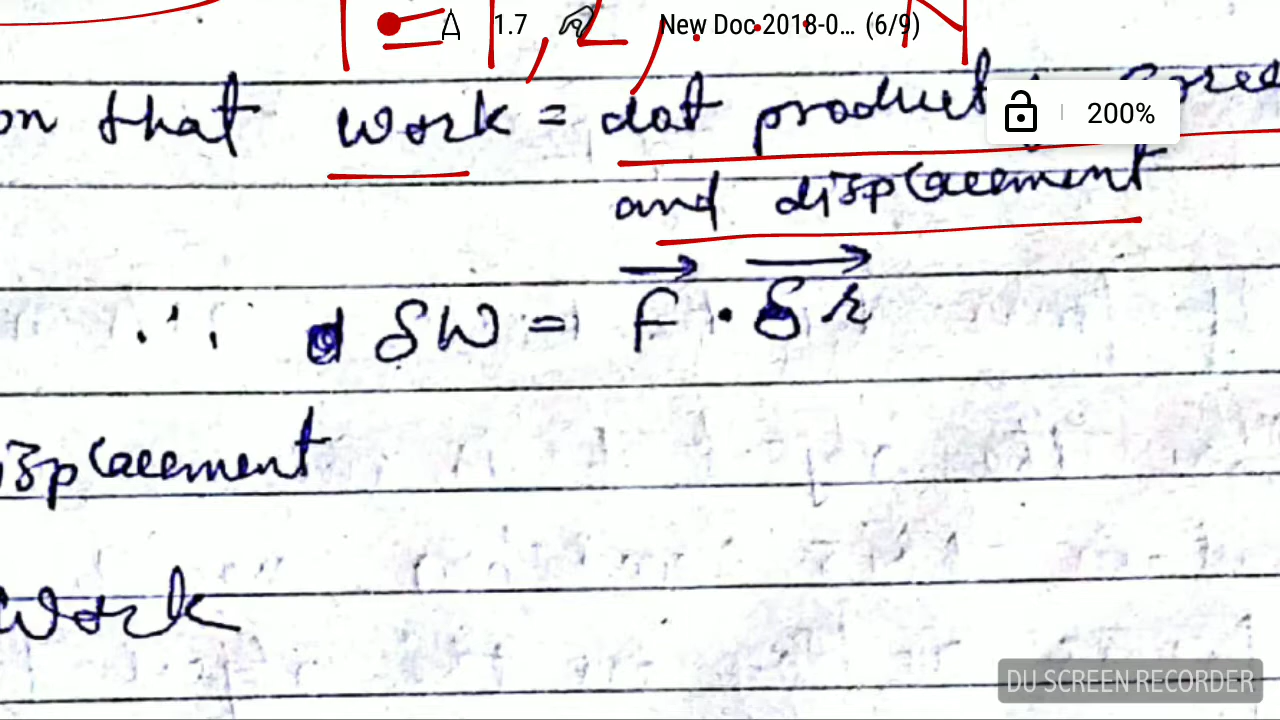 1.7 New Doc 2018-0... (6/9)
on that work = dot product
200%
and displacement
∴ δW = F⃗ · δr⃗
isplacement
work
DU SCREEN RECORDER